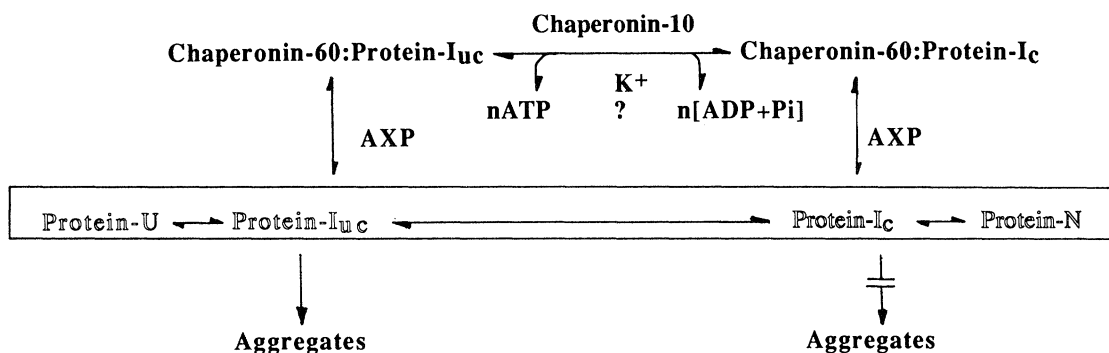 Chaperonin-10
Chaperonin-60:Protein-Iuc Chaperonin-60:Protein-Ic
K+
nATP ? n[ADP+Pi]
AXP AXP
Protein-U Protein-Iuc Protein-Ic Protein-N
Aggregates Aggregates